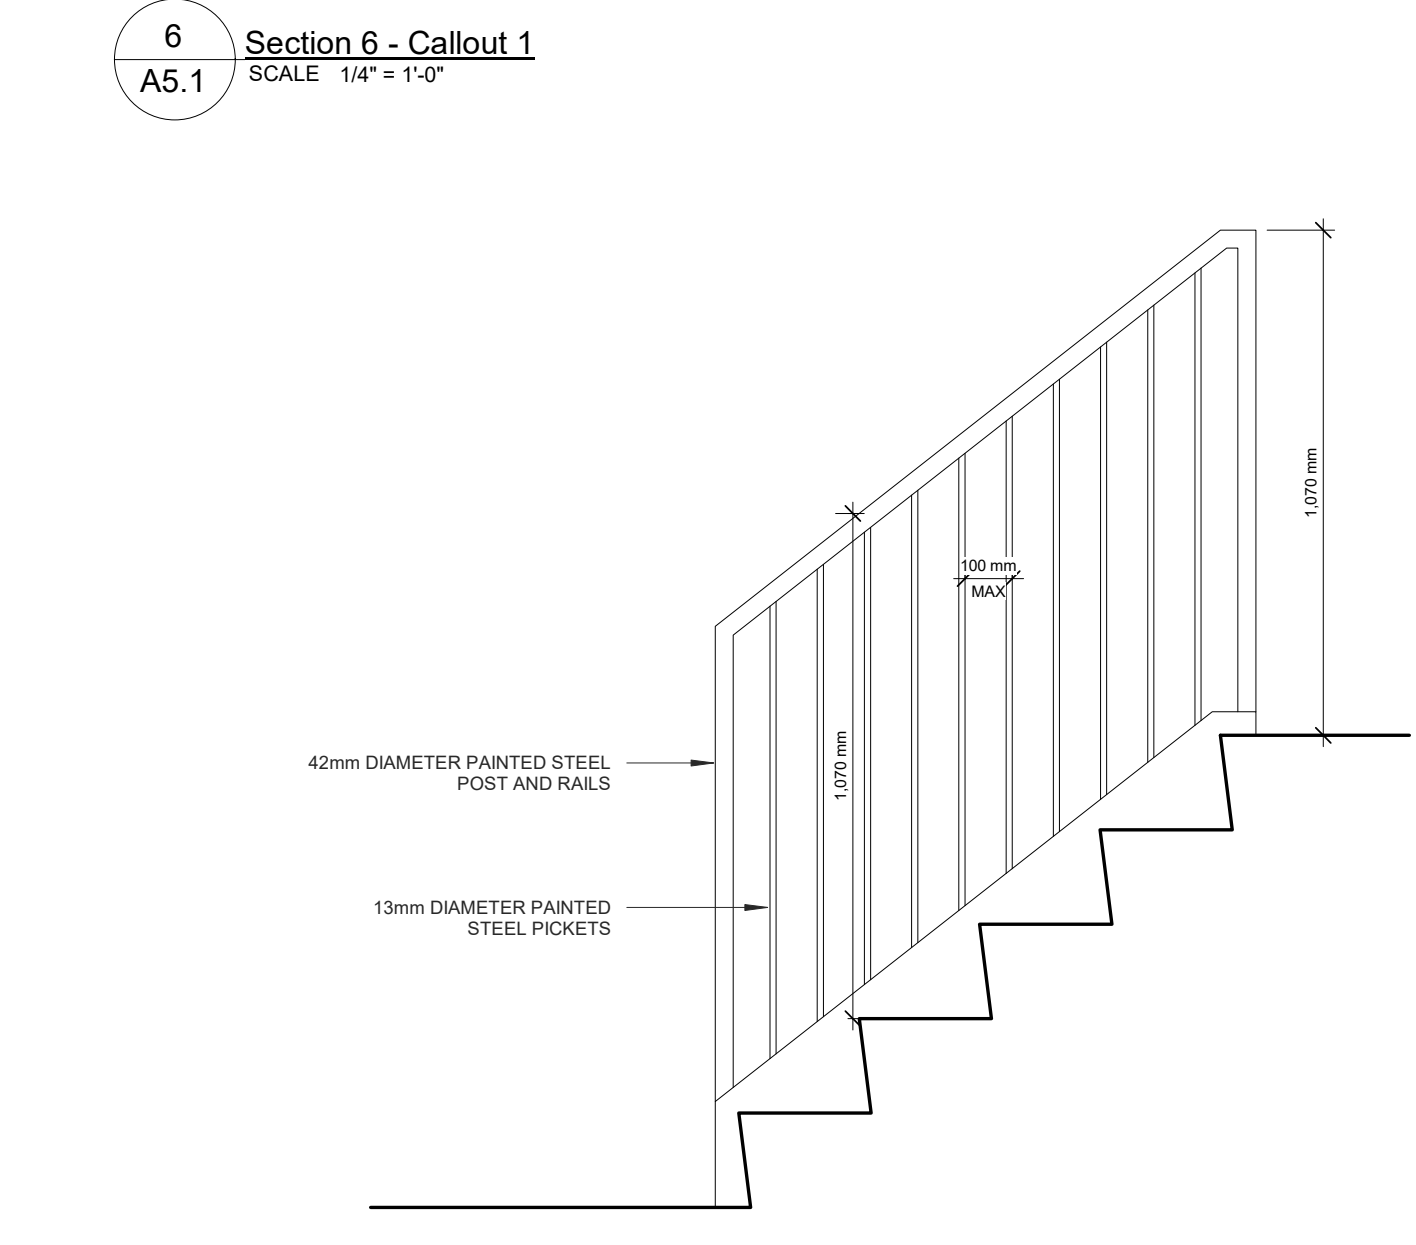 6
A5.1
Section 6 - Callout 1
SCALE 1/4" = 1'-0"
1,070 mm
100 mm
MAX
1,070 mm
42mm DIAMETER PAINTED STEEL
POST AND RAILS
13mm DIAMETER PAINTED
STEEL PICKETS